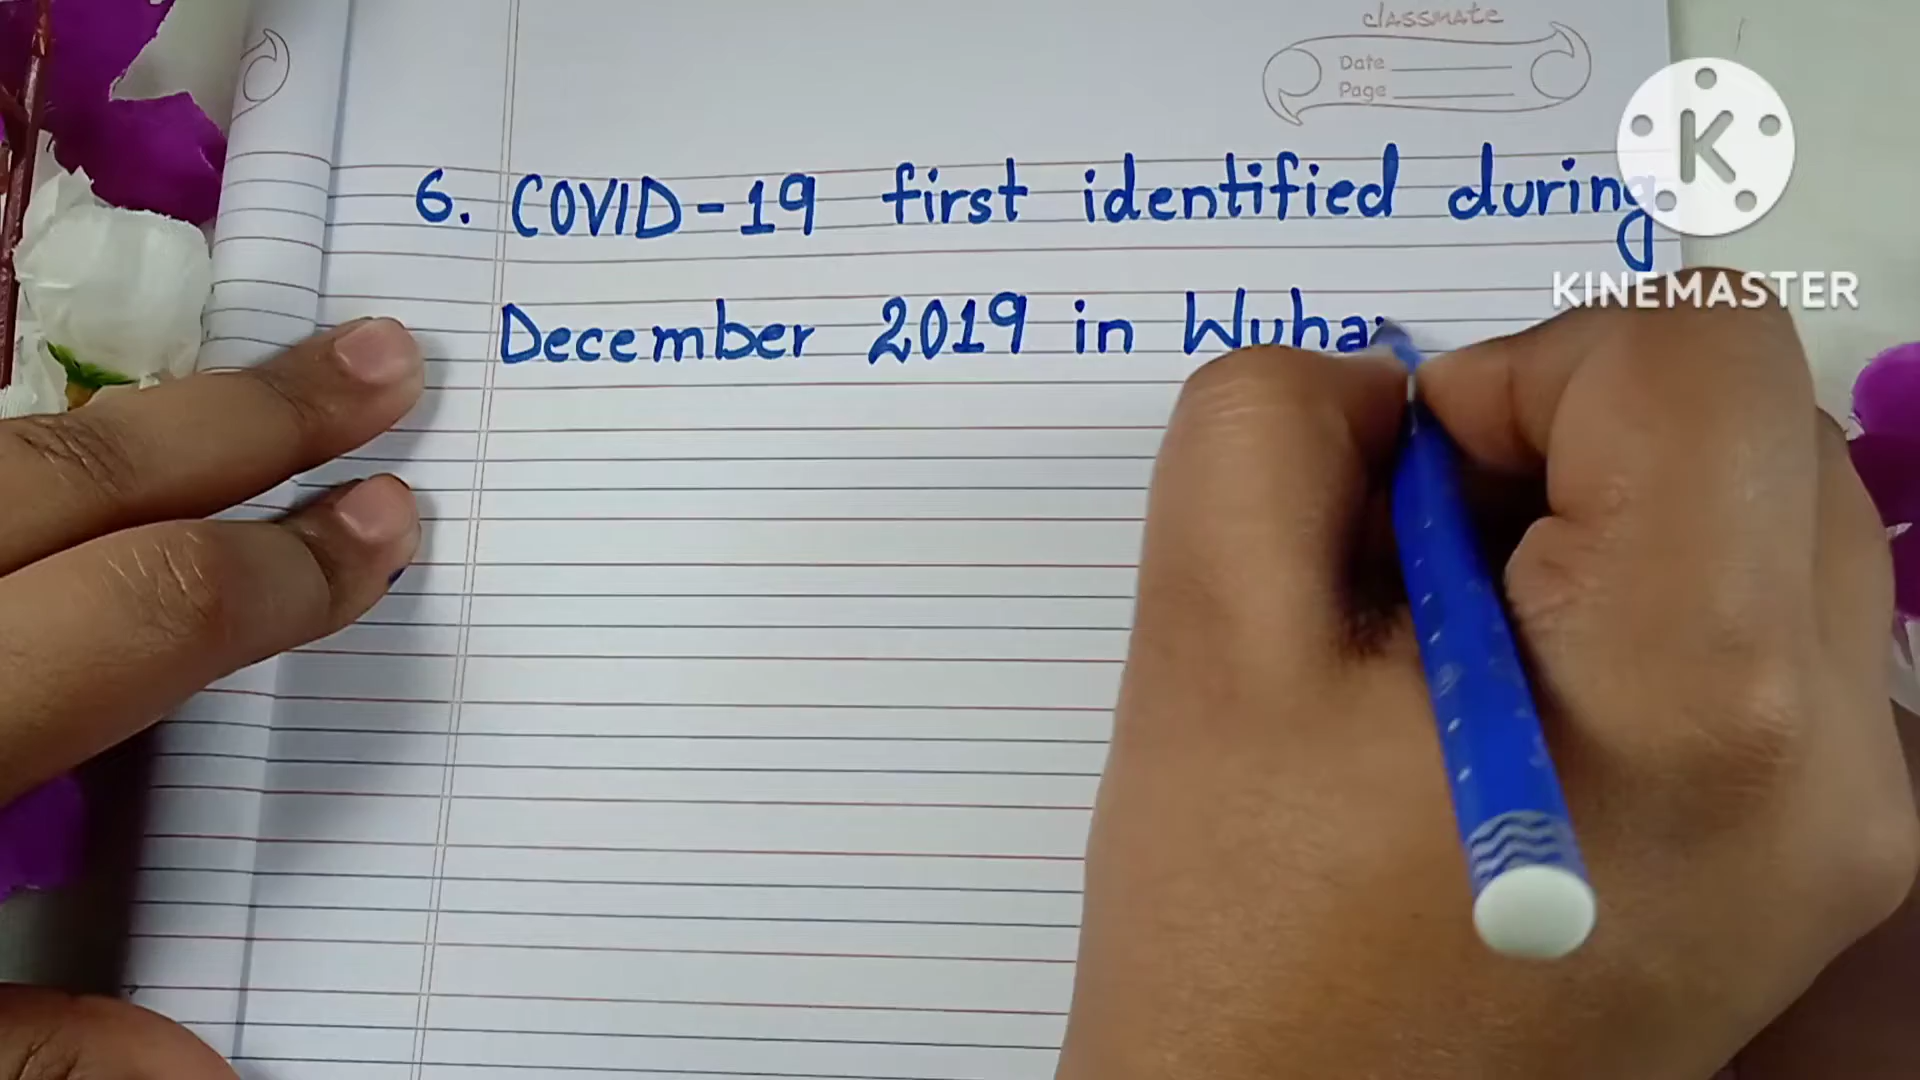 classmate
Date
Page
6. COVID-19 first identified during
December 2019 in
KINEMASTER